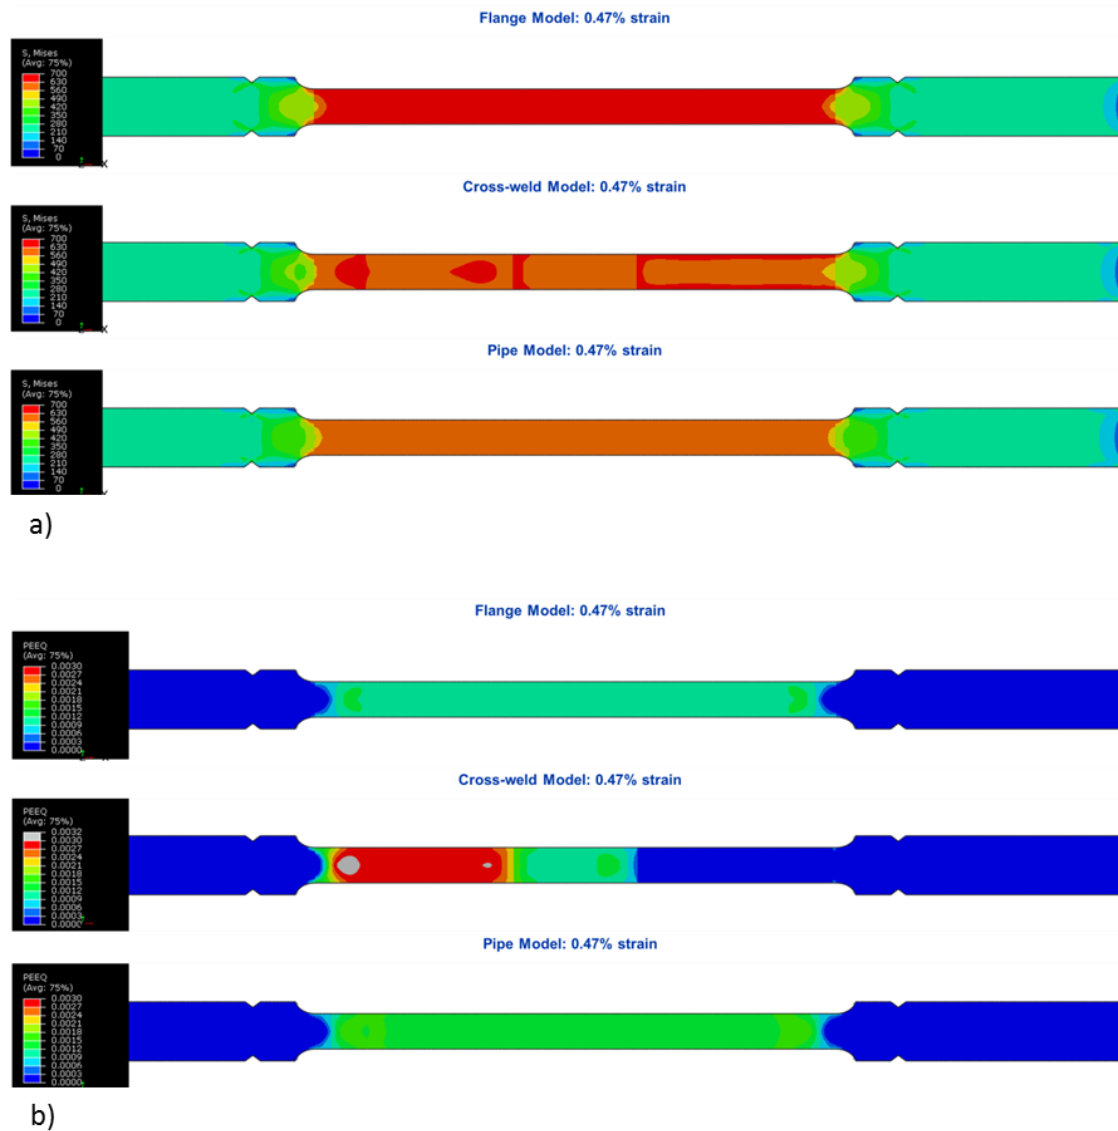 Flange Model: 0.47% strain
S, Mises
(Avg: 75%)
700
630
560
490
420
350
280
210
140
70
0
X
Cross-weld Model: 0.47% strain
S, Mises
(Avg: 75%)
700
630
560
490
420
350
280
210
140
70
0
X
Pipe Model: 0.47% strain
S, Mises
(Avg: 75%)
700
630
560
490
420
350
280
210
140
70
0
X
a)
Flange Model: 0.47% strain
PEEQ
(Avg: 75%)
0.0030
0.0027
0.0024
0.0021
0.0018
0.0015
0.0012
0.0009
0.0006
0.0003
0.0000
X
Cross-weld Model: 0.47% strain
PEEQ
(Avg: 75%)
0.0032
0.0030
0.0027
0.0024
0.0021
0.0018
0.0015
0.0012
0.0009
0.0006
0.0003
0.0000
Pipe Model: 0.47% strain
PEEQ
(Avg: 75%)
0.0030
0.0027
0.0024
0.0021
0.0018
0.0015
0.0012
0.0009
0.0006
0.0003
0.0000
b)